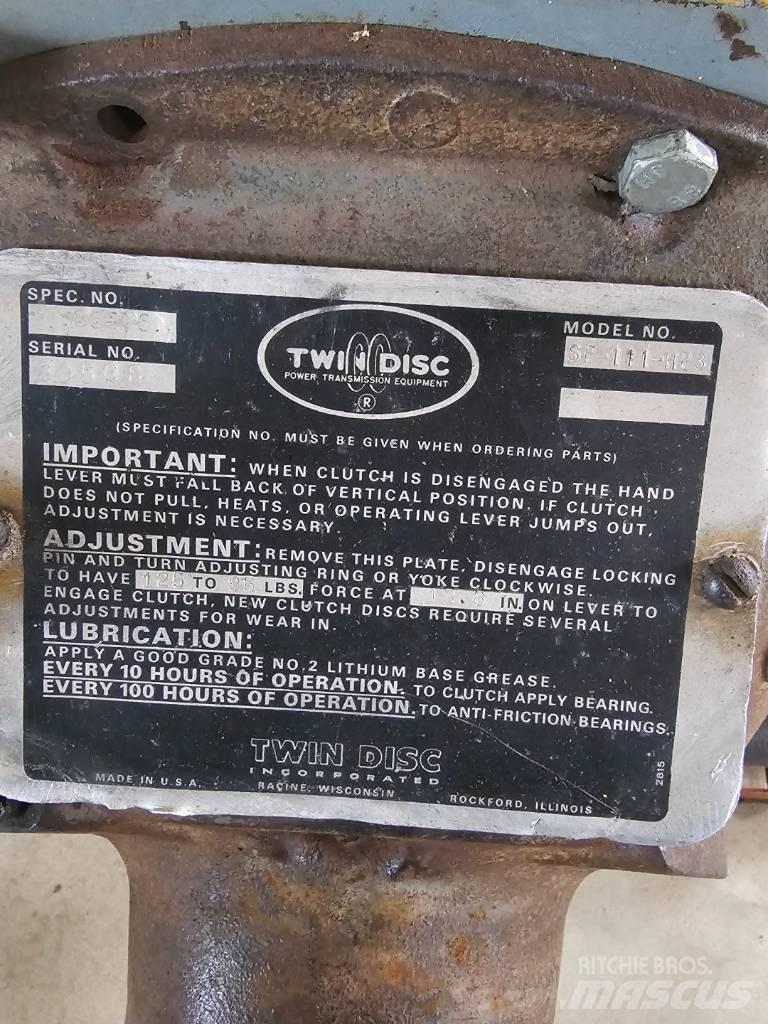 SPEC. NO.
SERIAL NO.
TWIN DISC
POWER TRANSMISSION EQUIPMENT
®
MODEL NO.
(SPECIFICATION NO. MUST BE GIVEN WHEN ORDERING PARTS)
IMPORTANT: WHEN CLUTCH IS DISENGAGED THE HAND
LEVER MUST FALL BACK OF VERTICAL POSITION. IF CLUTCH
DOES NOT PULL, HEATS, OR OPERATING LEVER JUMPS OUT,
ADJUSTMENT IS NECESSARY
ADJUSTMENT: REMOVE THIS PLATE, DISENGAGE LOCKING
PIN AND TURN ADJUSTING RING OR YOKE CLOCKWISE.
TO HAVE 125 TO LBS. FORCE AT IN. ON LEVER TO
ENGAGE CLUTCH, NEW CLUTCH DISCS REQUIRE SEVERAL
ADJUSTMENTS FOR WEAR IN.
LUBRICATION:
APPLY A GOOD GRADE NO. 2 LITHIUM BASE GREASE.
EVERY 10 HOURS OF OPERATION. TO CLUTCH APPLY BEARING.
EVERY 100 HOURS OF OPERATION. TO ANTI-FRICTION BEARINGS.
TWIN DISC
INCORPORATED
MADE IN U.S.A. RACINE, WISCONSIN ROCKFORD, ILLINOIS
2815
RITCHIE BROS.
MASCUS